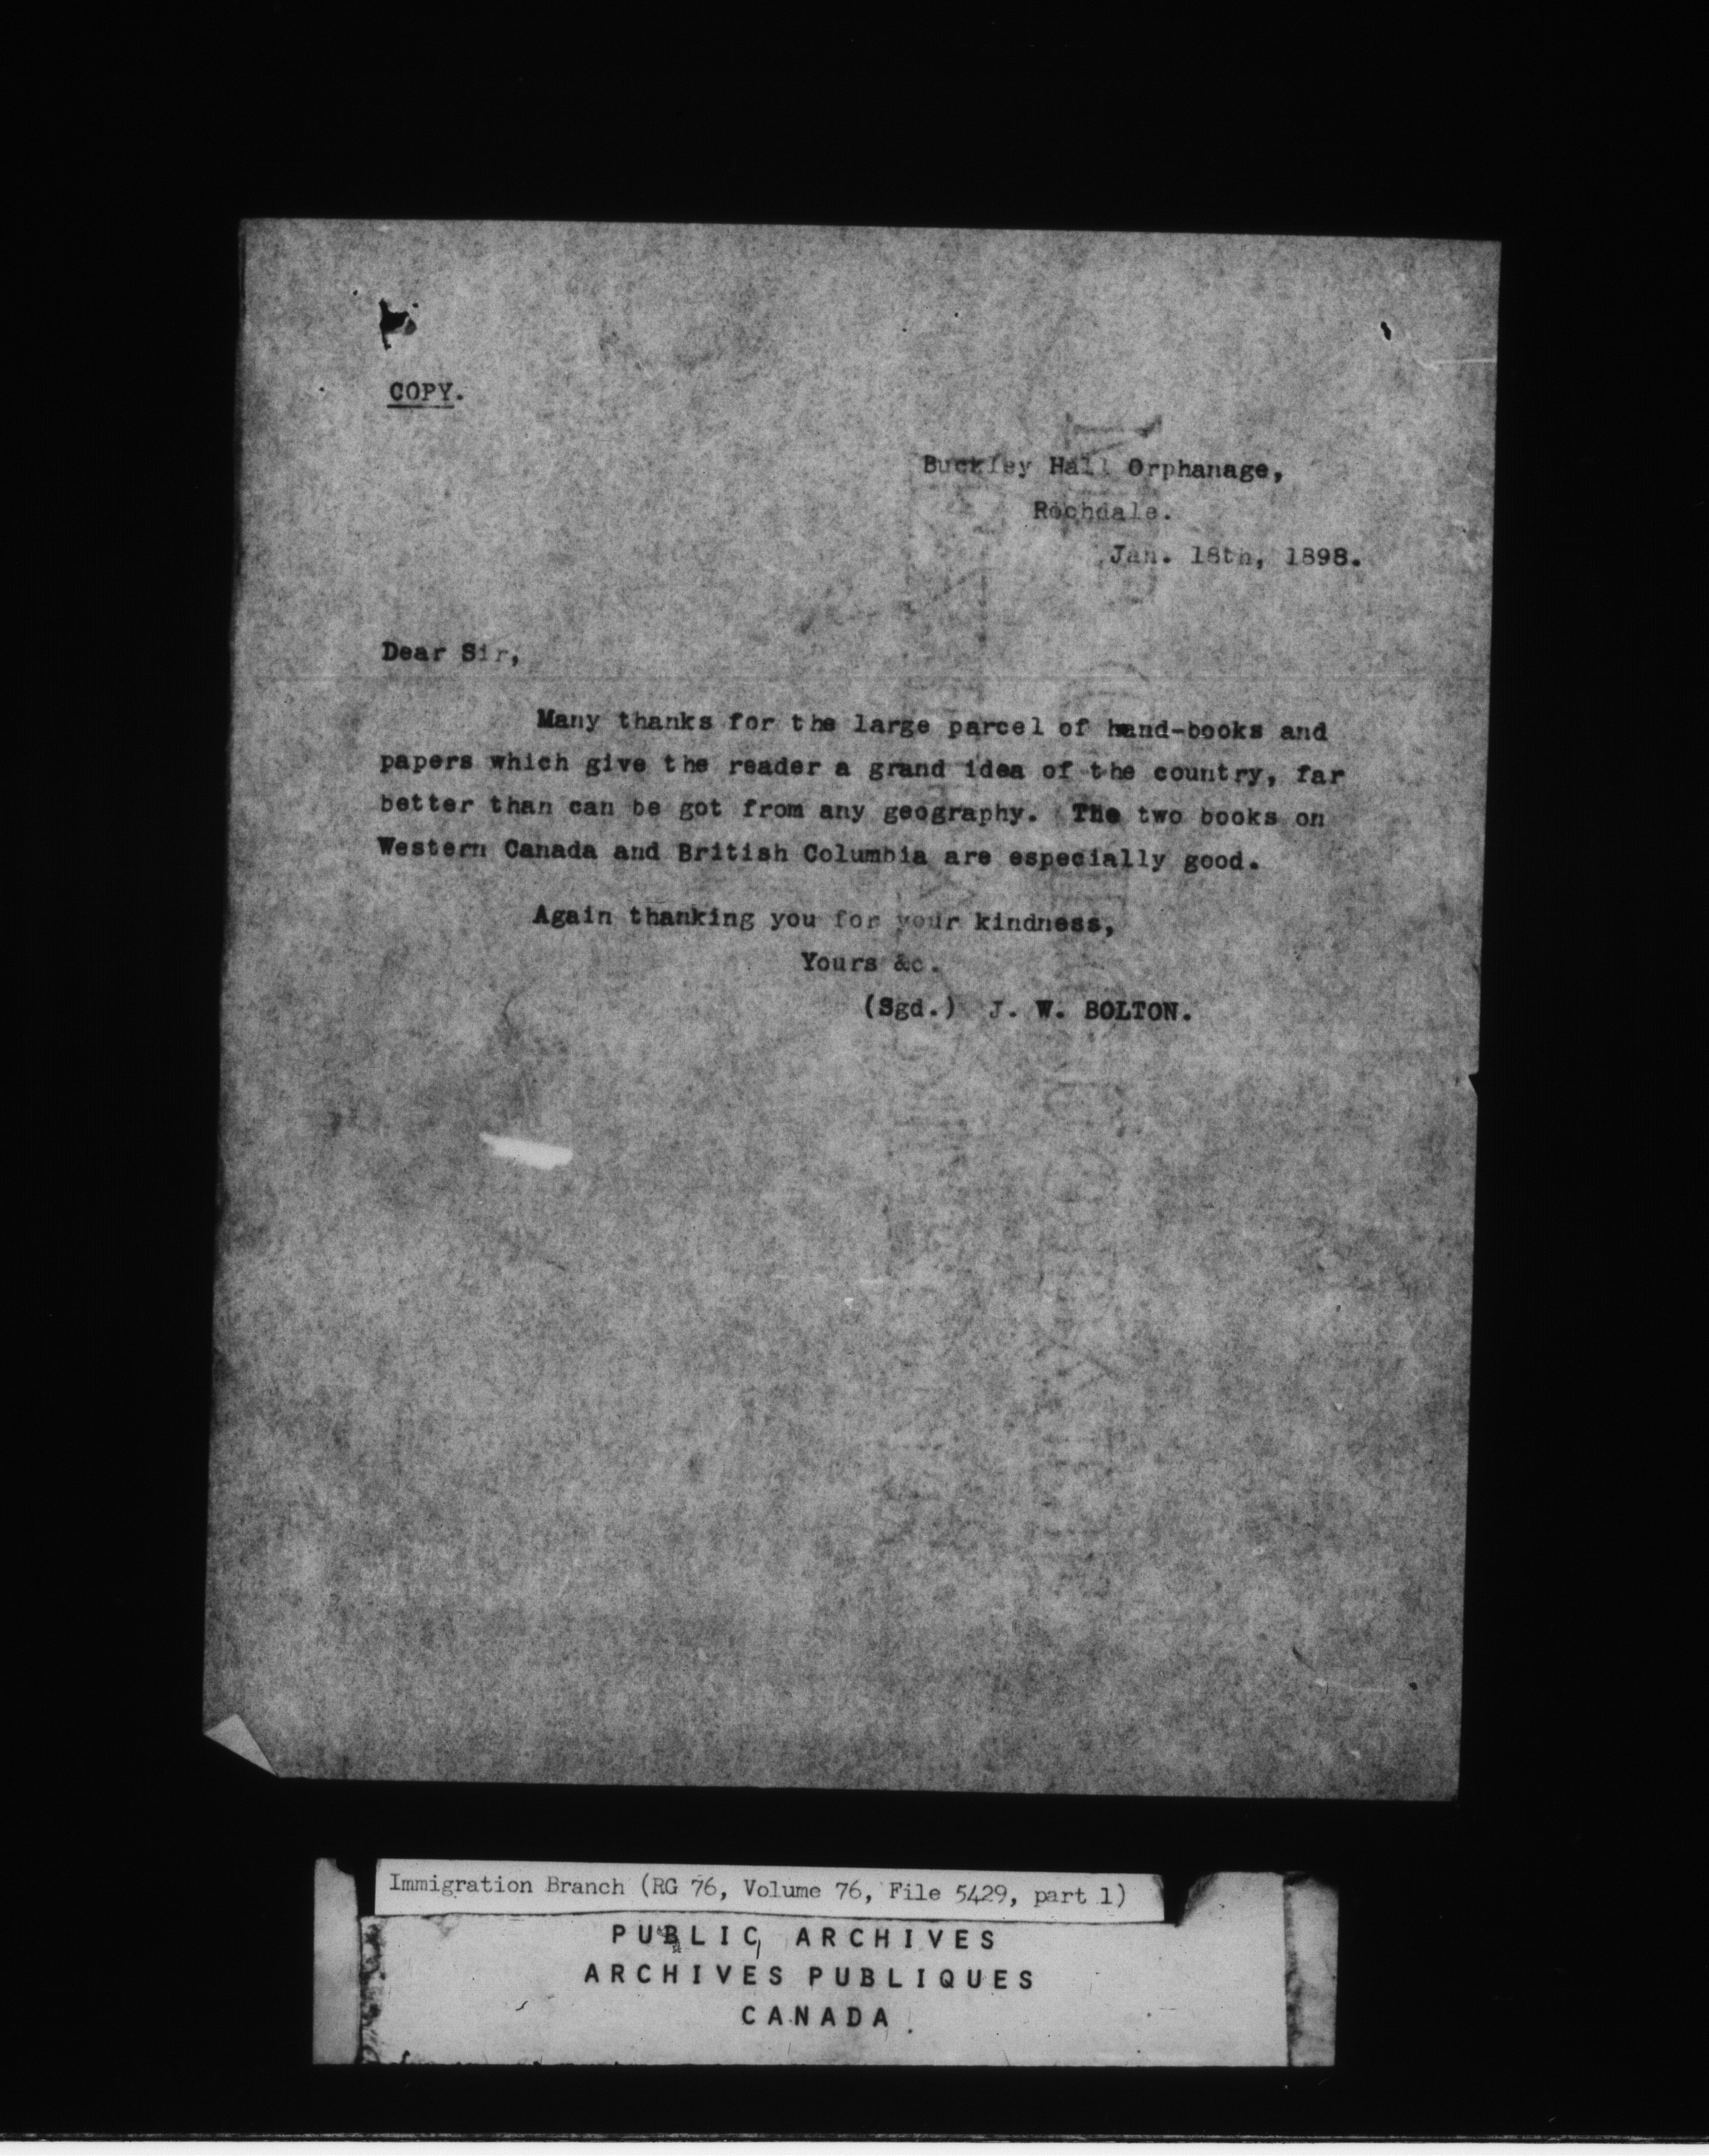 COPY.
Buckley Hall Orphanage,
Rochdale.
Jan. 18th, 1898.
Dear Sir,
Many thanks for the large parcel of hand-books and
papers which give the reader a grand idea of the country, far
better than can be got from any geography. The two books on
Western Canada and British Columbia are especially good.
Again thanking you for your kindness,
Yours &c.
(Sgd.) J. W. BOLTON.
Immigration Branch (RG 76, Volume 76, File 5429, part 1)
PUBLIC ARCHIVES
ARCHIVES PUBLIQUES
CANADA